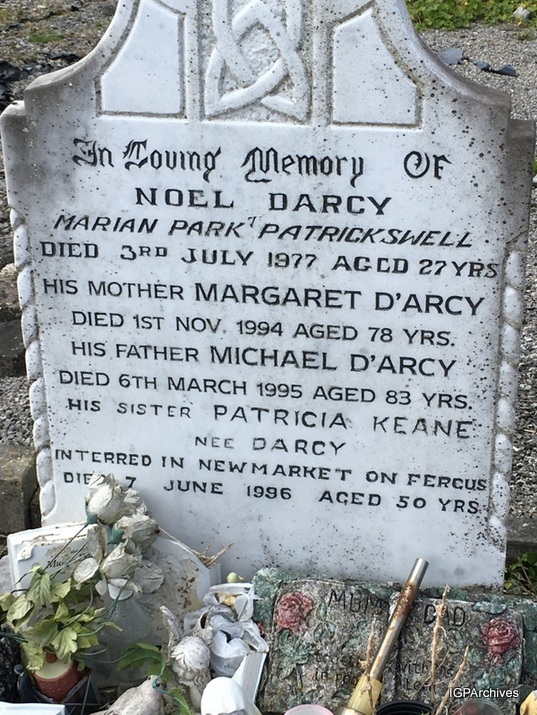 In Loving Memory OF
NOEL DARCY
MARIAN PARK, PATRICKSWELL
DIED 3RD JULY 1977 AGED 27 YRS
HIS MOTHER MARGARET D'ARCY
DIED 1ST NOV. 1994 AGED 78 YRS.
HIS FATHER MICHAEL D'ARCY
DIED 6TH MARCH 1995 AGED 83 YRS.
HIS SISTER PATRICIA KEANE
NEE DARCY
INTERRED IN NEWMARKET ON FERGUS
DIED 7 JUNE 1996 AGED 50 YRS.
DAD
IGPArchives